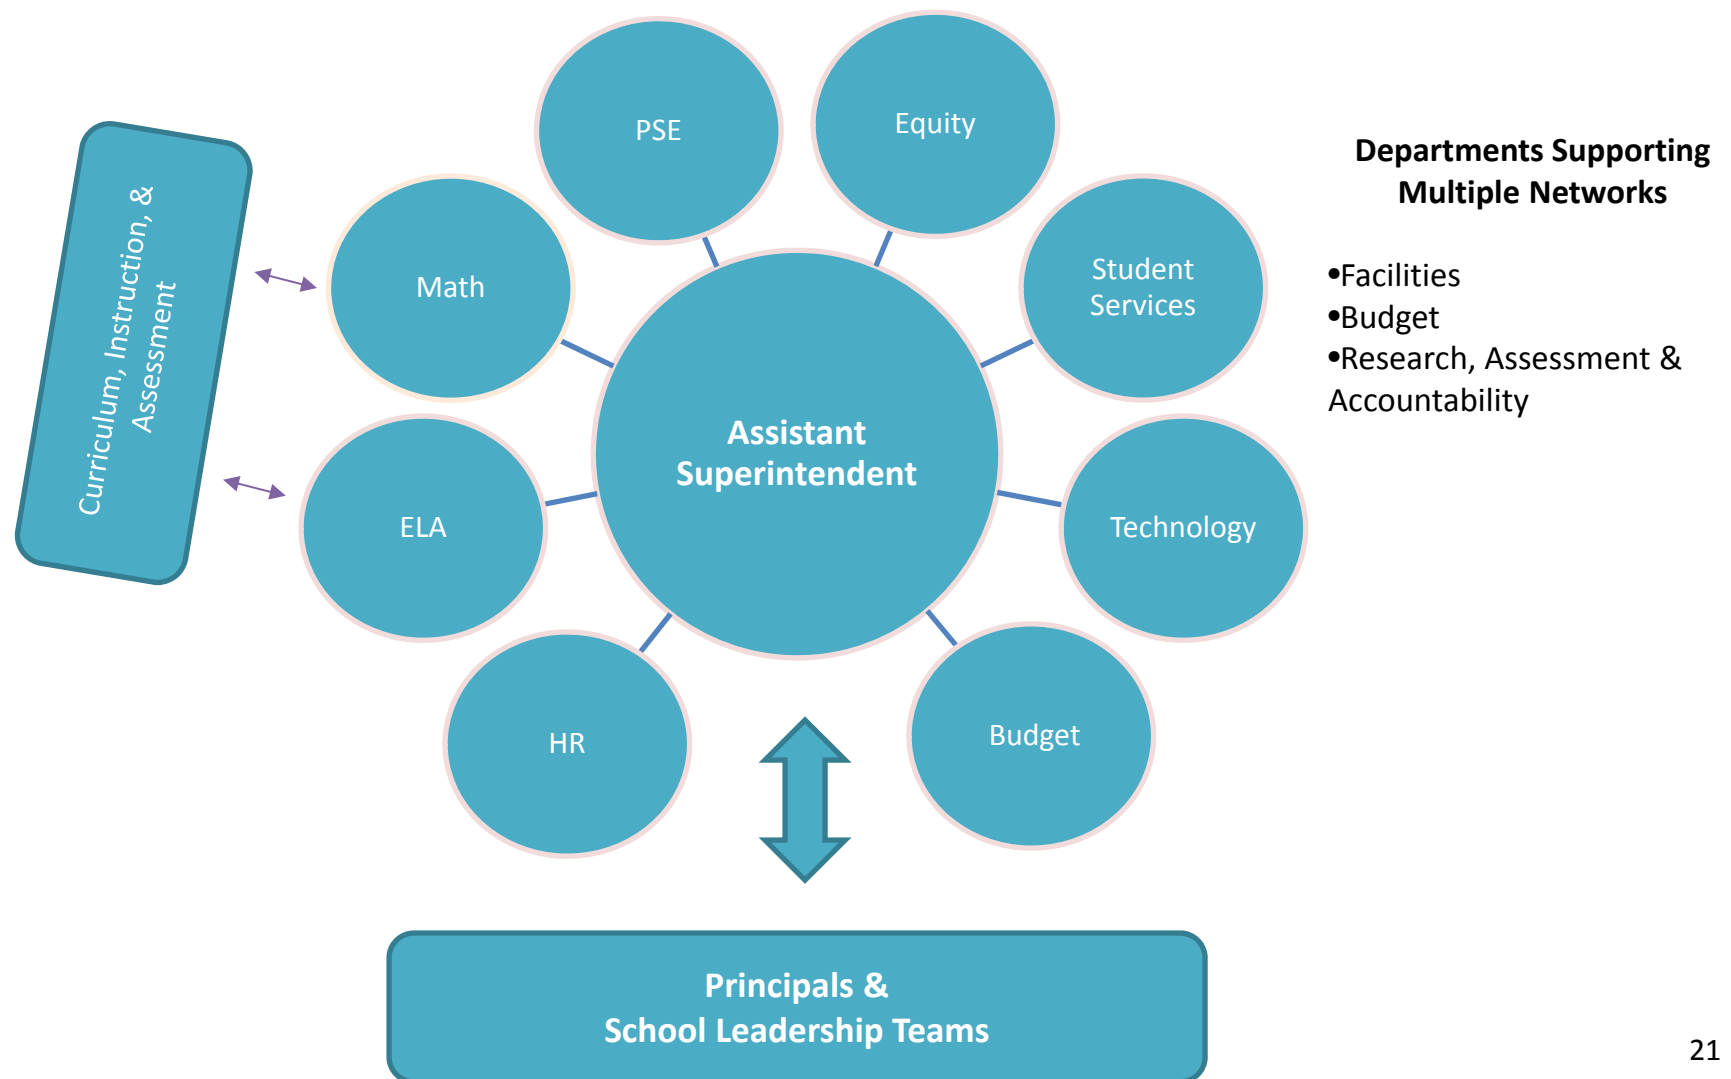 PSE
Equity
Departments Supporting
Multiple Networks
Curriculum, Instruction, &
Assessment
Math
Student
Services
•Facilities
•Budget
•Research, Assessment &
Accountability
Assistant
Superintendent
ELA
Technology
HR
Budget
Principals &
School Leadership Teams
21